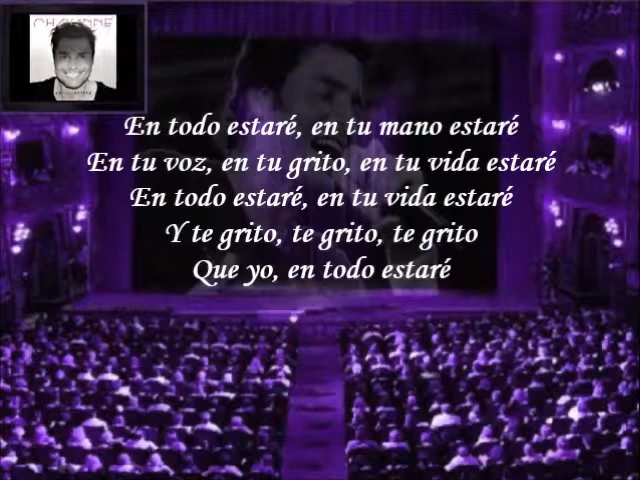 CHAYANNE
En todo estaré, en tu mano estaré
En tu voz, en tu grito, en tu vida estaré
En todo estaré, en tu vida estaré
Y te grito, te grito, te grito
Que yo, en todo estaré